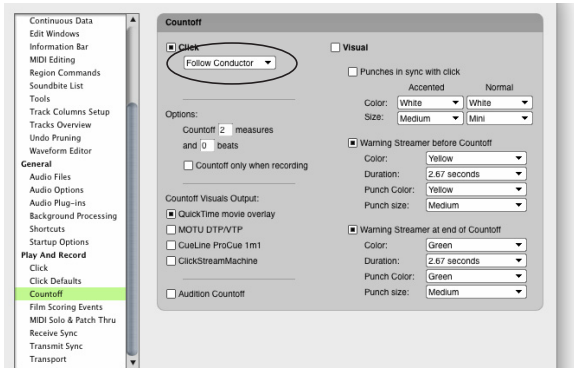 Continuous Data
Edit Windows
Information Bar
MIDI Editing
Region Commands
Soundbite List
Tools
Track Columns Setup
Tracks Overview
Undo Pruning
Waveform Editor
General
Audio Files
Audio Options
Audio Plug-ins
Background Processing
Shortcuts
Startup Options
Play And Record
Click
Click Defaults
Countoff
Film Scoring Events
MIDI Solo & Patch Thru
Receive Sync
Transmit Sync
Transport
Countoff
Click
Follow Conductor
Options:
Countoff 2 measures
and 0 beats
Countoff only when recording
Countoff Visuals Output:
QuickTime movie overlay
MOTU DTP/VTP
CueLine ProCue 1m1
ClickStreamMachine
Audition Countoff
Visual
Punches in sync with click
Accented Normal
Color: White White
Size: Medium Mini
Warning Streamer before Countoff
Color: Yellow
Duration: 2.67 seconds
Punch Color: Yellow
Punch size: Medium
Warning Streamer at end of Countoff
Color: Green
Duration: 2.67 seconds
Punch Color: Green
Punch size: Medium